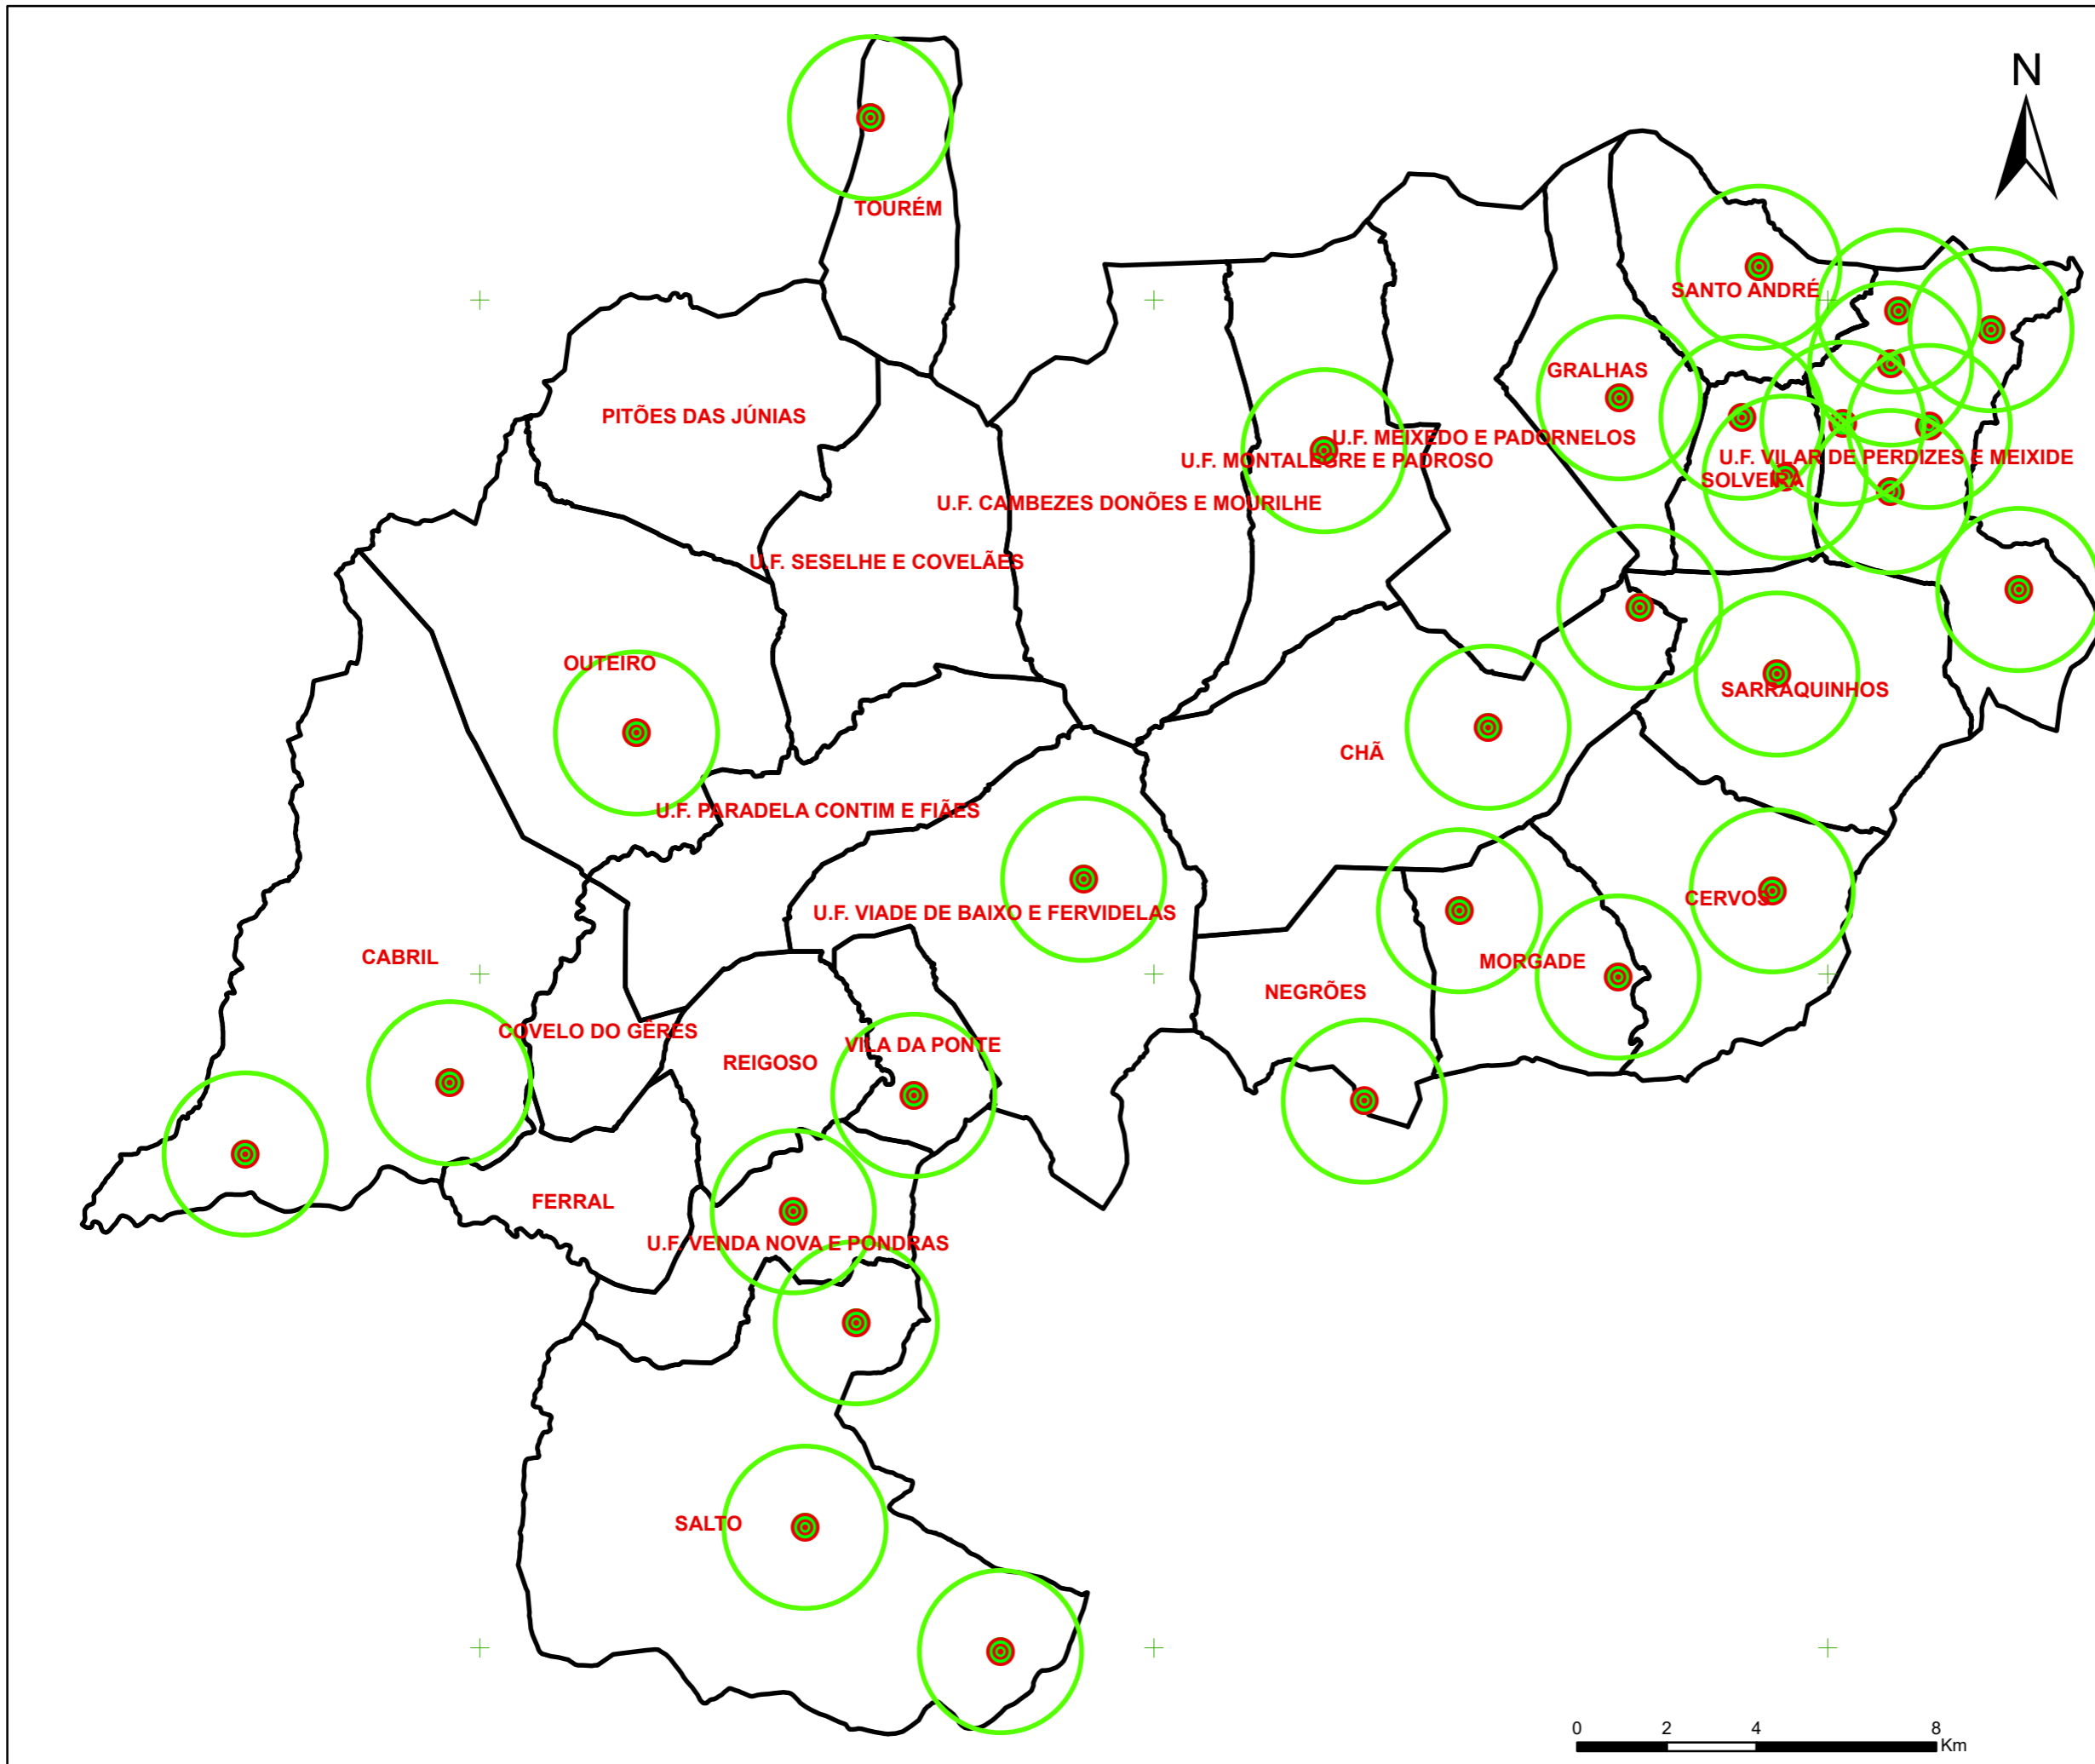 N
TOURÉM
SANTO ANDRÉ
GRALHAS
PITÕES DAS JÚNIAS
U.F. MEIXEDO E PADORNELOS
U.F. MONTALEGRE E PADROSO
U.F. VILAR DE PERDIZES E MEIXIDE
SOLVEIRA
U.F. CAMBEZES DONÕES E MOURILHE
U.F. SESELHE E COVELÃES
OUTEIRO
SARRAQUINHOS
CHÃ
U.F. PARADELA CONTIM E FIÃES
CERVOS
U.F. VIADE DE BAIXO E FERVIDELAS
CABRIL
MORGADE
NEGRÕES
COVELO DO GÊRES
VILA DA PONTE
REIGOSO
FERRAL
U.F. VENDA NOVA E PONDRAS
SALTO
0 2 4 8
Km